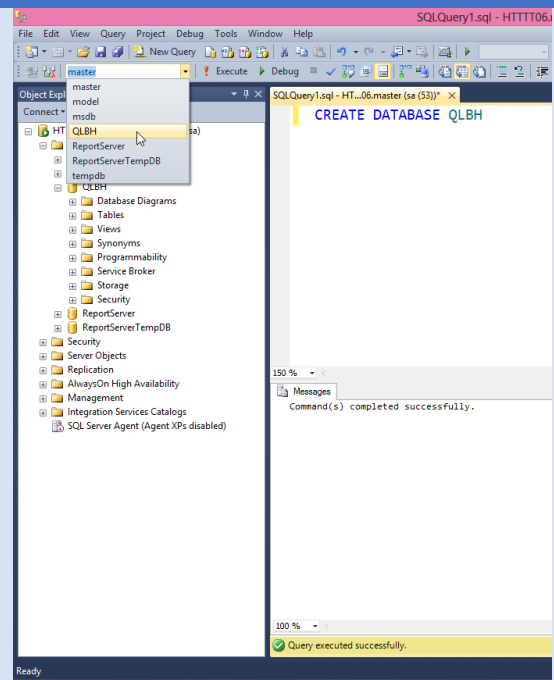 SQLQuery1.sql - HTTTT06.
File Edit View Query Project Debug Tools Window Help
New Query
master Execute Debug
master
model
msdb
QLBH
ReportServer
ReportServerTempDB
tempdb
Object Expl
Connect
HT sa)
QLBH
Database Diagrams
Tables
Views
Synonyms
Programmability
Service Broker
Storage
Security
ReportServer
ReportServerTempDB
Security
Server Objects
Replication
AlwaysOn High Availability
Management
Integration Services Catalogs
SQL Server Agent (Agent XPs disabled)
SQLQuery1.sql - HT...06.master (sa (53))*
CREATE DATABASE QLBH
150 %
Messages
Command(s) completed successfully.
100 %
Query executed successfully.
Ready